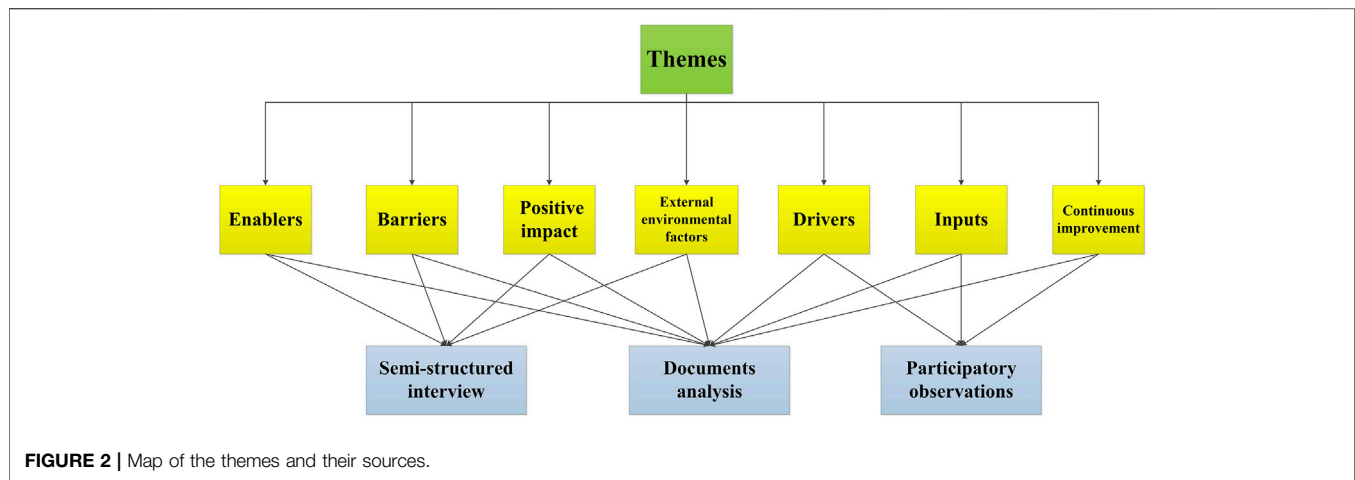 Themes
Enablers
Barriers
Positive
impact
External
environmental
factors
Drivers
Inputs
Continuous
improvement
Semi-structured
interview
Documents
analysis
Participatory
observations
FIGURE 2 | Map of the themes and their sources.